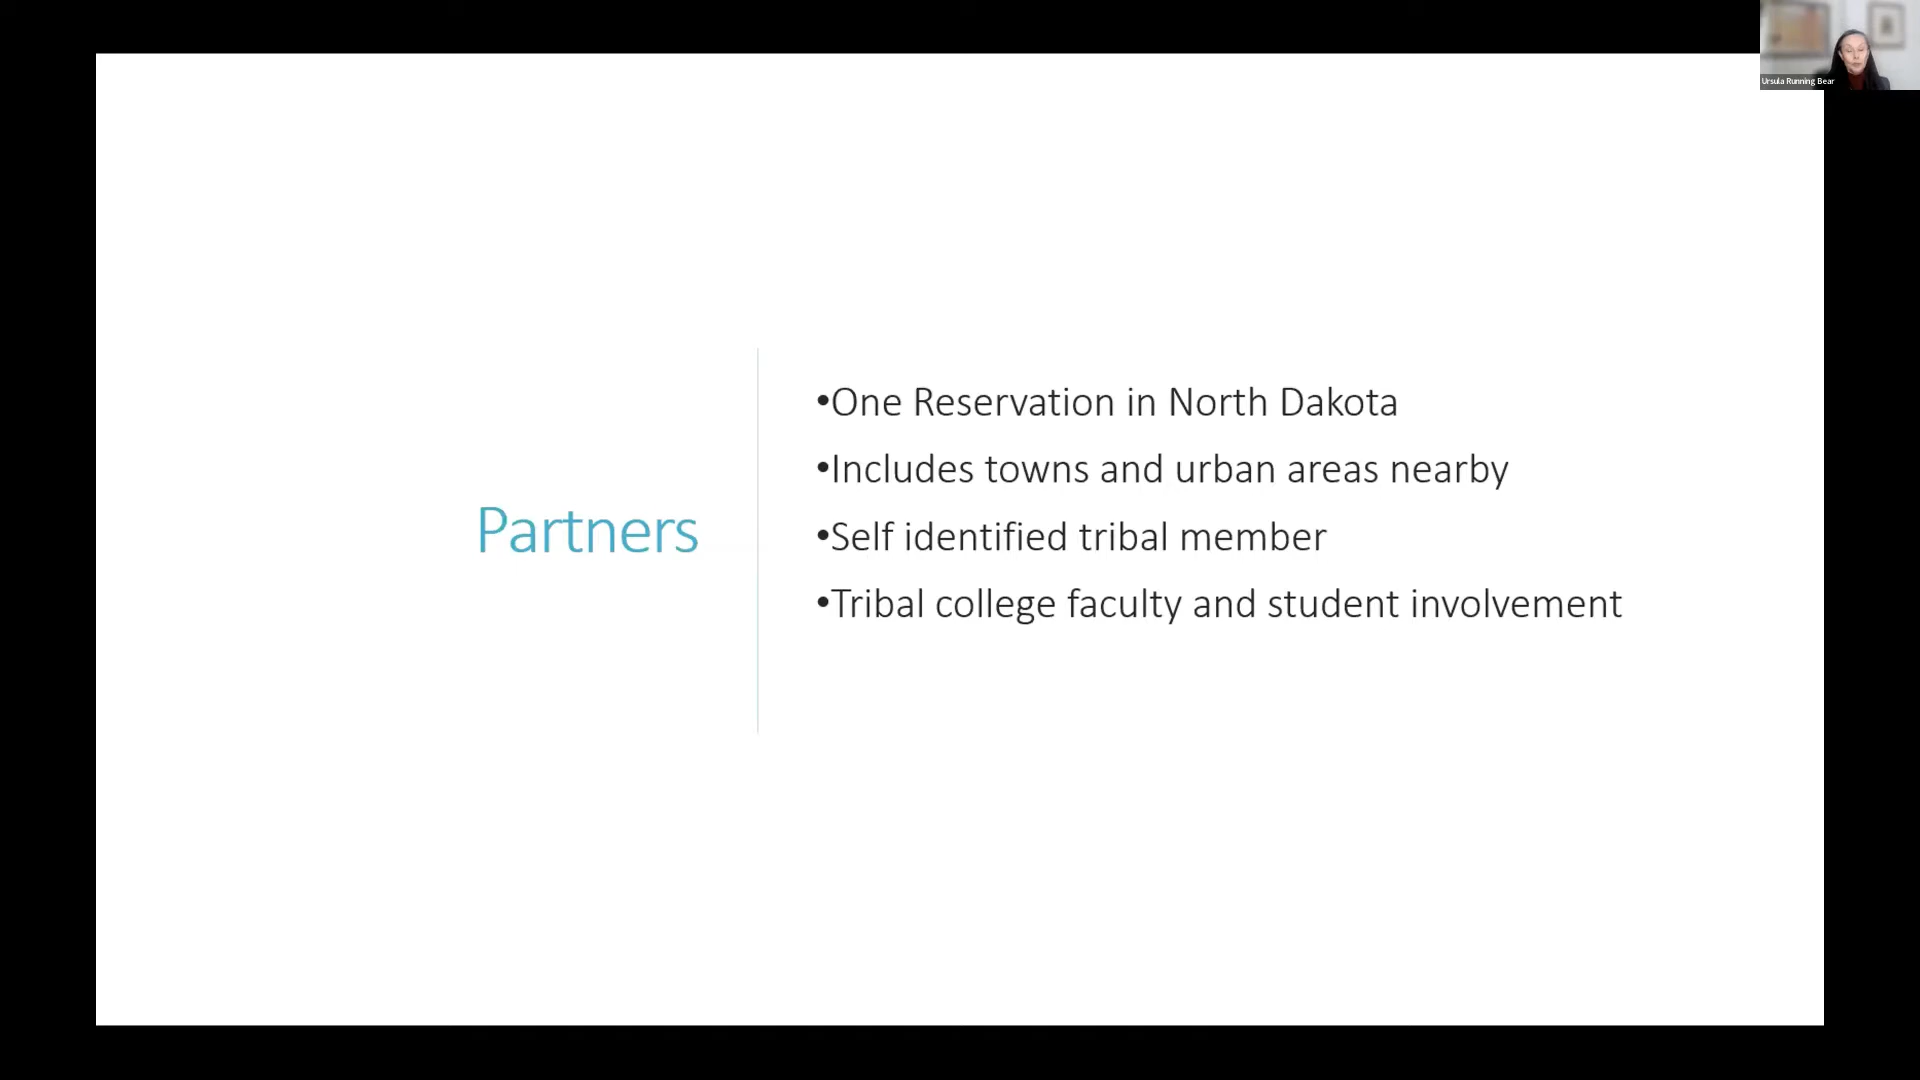 Ursula Running Bear
Partners
•One Reservation in North Dakota
•Includes towns and urban areas nearby
•Self identified tribal member
•Tribal college faculty and student involvement